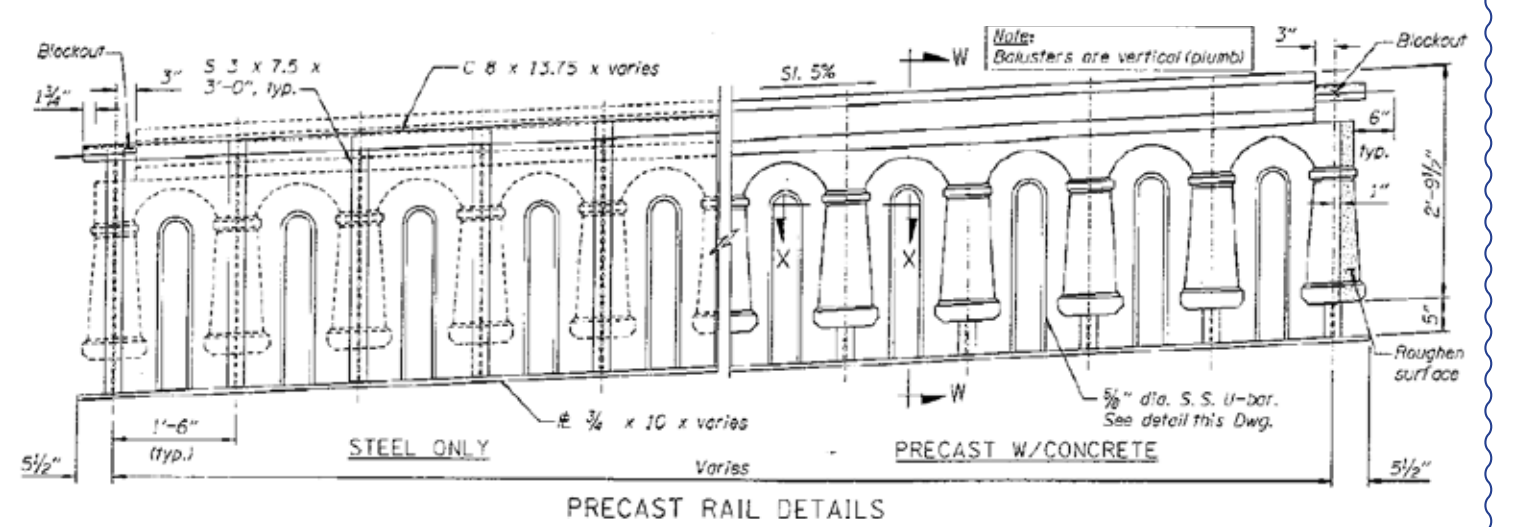 Blockout
3"
1¾"
S 3 x 7.5 x
3'-0", typ.
C 8 x 13.75 x varies
Sl. 5%
W
Note:
Balusters are vertical (plumb)
3"
Blockout
6"
typ.
1"
2'-9½"
5"
X
X
Roughen
surface
⅝" dia. S. S. U-bar.
See detail this Dwg.
W
PL ¾ x 10 x varies
1'-6"
(typ.)
STEEL ONLY
PRECAST W/CONCRETE
5½"
Varies
5½"
PRECAST RAIL DETAILS